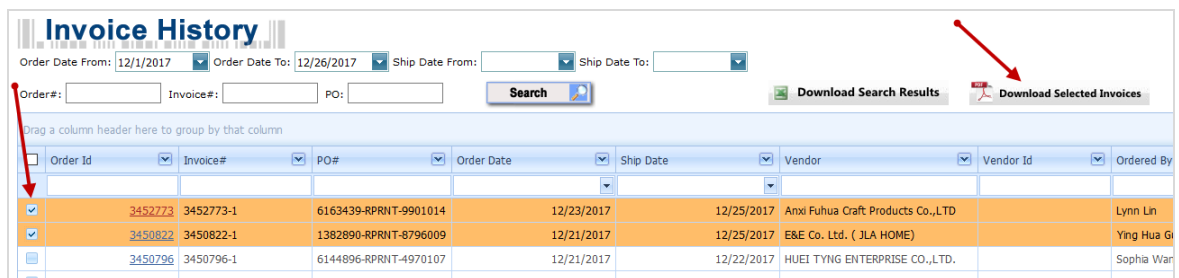 Invoice History
Order Date From: 12/1/2017 Order Date To: 12/26/2017 Ship Date From: Ship Date To:
Order#: Invoice#: PO: Search Download Search Results PDF Download Selected Invoices
Drag a column header here to group by that column
Order Id Invoice# PO# Order Date Ship Date Vendor Vendor Id Ordered By
3452773 3452773-1 6163439-RPRNT-9901014 12/23/2017 12/25/2017 Anxi Fuhua Craft Products Co.,LTD Lynn Lin
3450822 3450822-1 1382890-RPRNT-8796009 12/21/2017 12/25/2017 E&E Co. Ltd. ( JLA HOME) Ying Hua
3450796 3450796-1 6144896-RPRNT-4970107 12/21/2017 12/22/2017 HUEI TYNG ENTERPRISE CO.,LTD. Sophia